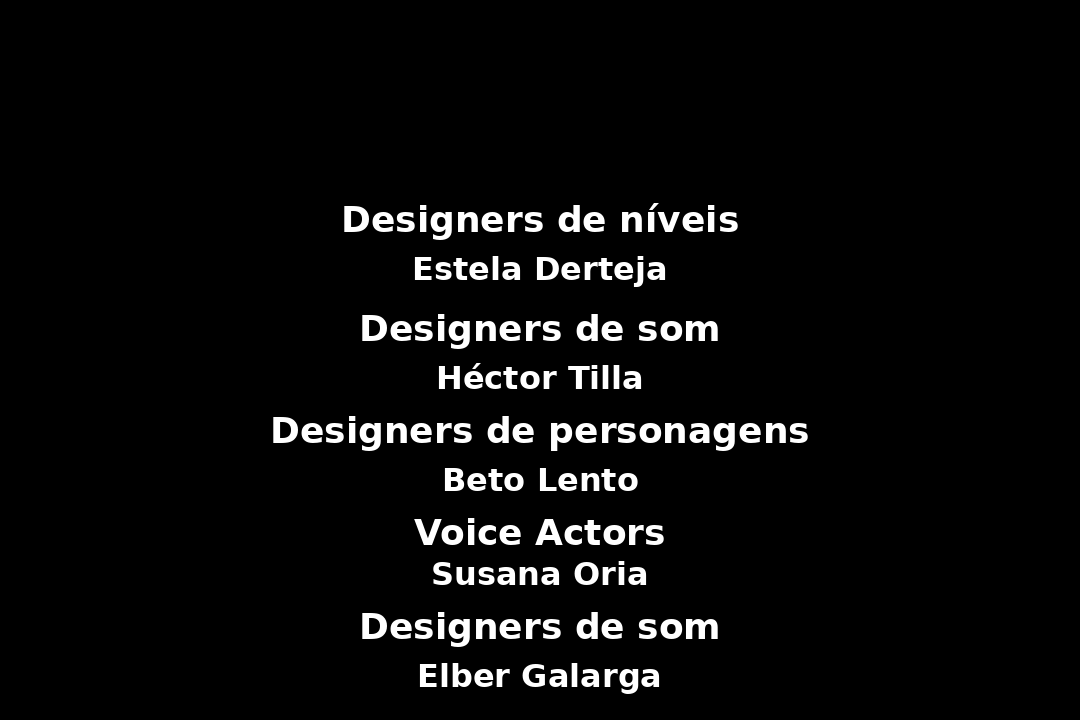 Designers de níveis
Estela Derteja
Designers de som
Héctor Tilla
Designers de personagens
Beto Lento
Voice Actors
Susana Oria
Designers de som
Elber Galarga